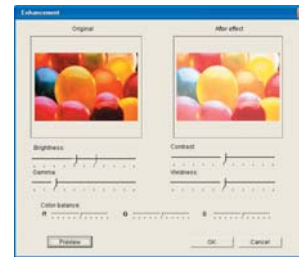 Enhancement
Original After effect
Brightness: Contrast
Gamma: Vividness:
Color balance:
R G B
Preview OK Cancel